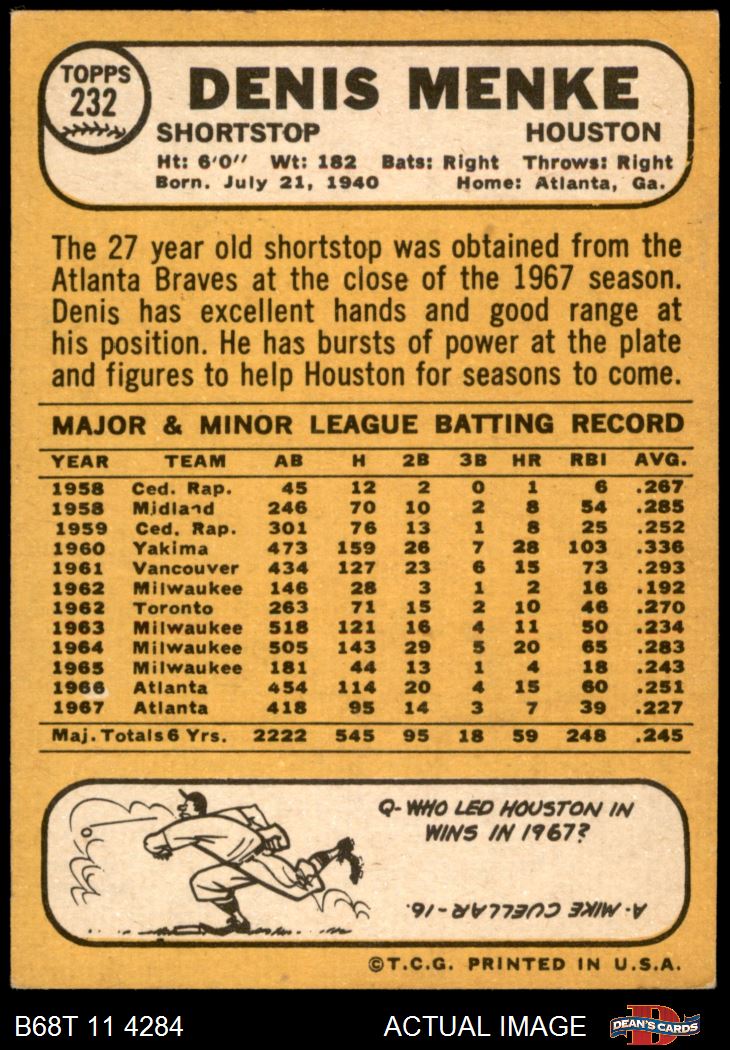 TOPPS
232
DENIS MENKE
SHORTSTOP HOUSTON
Ht: 6'0" Wt: 182 Bats: Right Throws: Right
Born. July 21, 1940 Home: Atlanta, Ga.
The 27 year old shortstop was obtained from the
Atlanta Braves at the close of the 1967 season.
Denis has excellent hands and good range at
his position. He has bursts of power at the plate
and figures to help Houston for seasons to come.
MAJOR & MINOR LEAGUE BATTING RECORD
YEAR TEAM AB H 2B 3B HR RBI AVG.
1958 Ced. Rap. 45 12 2 0 1 6 .267
1958 Midland 246 70 10 2 8 54 .285
1959 Ced. Rap. 301 76 13 1 8 25 .252
1960 Yakima 473 159 26 7 28 103 .336
1961 Vancouver 434 127 23 6 15 73 .293
1962 Milwaukee 146 28 3 1 2 16 .192
1962 Toronto 263 71 15 2 10 46 .270
1963 Milwaukee 518 121 16 4 11 50 .234
1964 Milwaukee 505 143 29 5 20 65 .283
1965 Milwaukee 181 44 13 1 4 18 .243
1966 Atlanta 454 114 20 4 15 60 .251
1967 Atlanta 418 95 14 3 7 39 .227
Maj. Totals 6 Yrs. 2222 545 95 18 59 248 .245
Q- WHO LED HOUSTON IN
WINS IN 1967?
A- MIKE CUELLAR-16.
©T.C.G. PRINTED IN U.S.A.
B68T 11 4284 ACTUAL IMAGE D DEAN'S CARDS